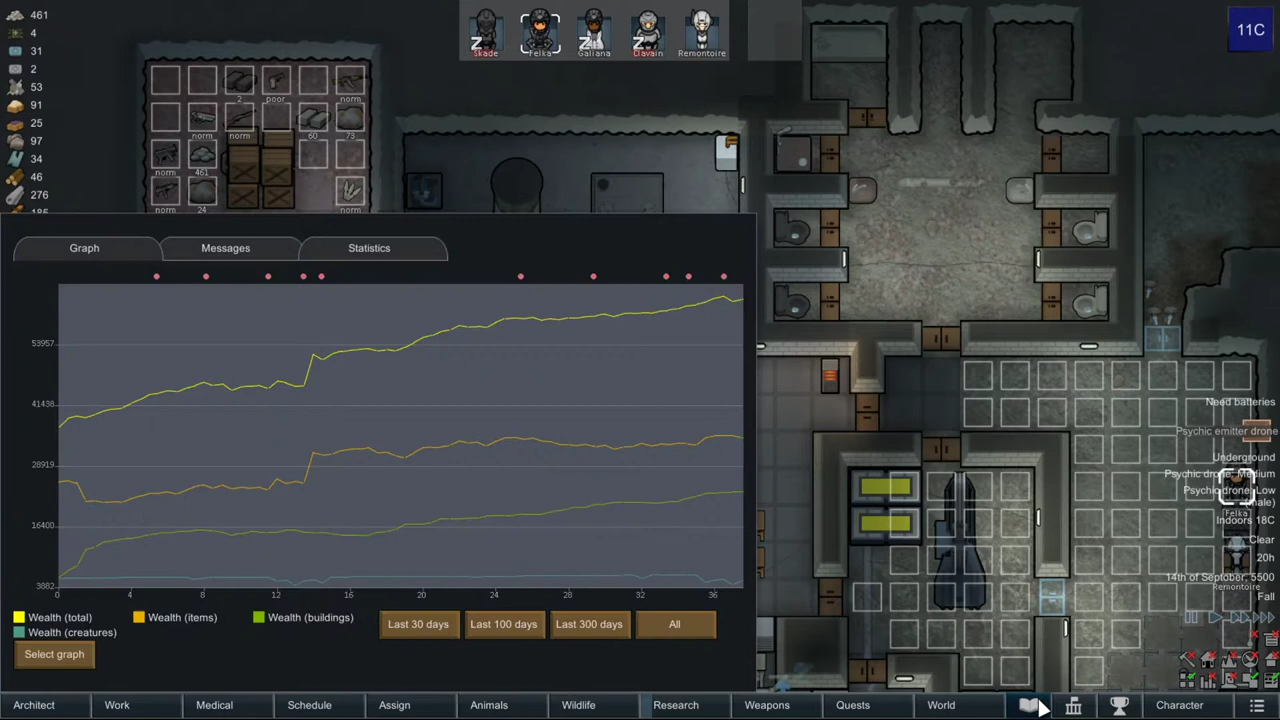 461
4
31
2
53
91
25
97
34
46
276
Skade
Felka
Galiana
Clavain
Remontoire
11C
2
poor
norm
norm
norm
60
73
norm
461
norm
24
norm
Graph
Messages
Statistics
53957
41438
28919
16400
3882
0
4
8
12
16
20
24
28
32
36
Wealth (total)
Wealth (items)
Wealth (buildings)
Wealth (creatures)
Last 30 days
Last 100 days
Last 300 days
All
Select graph
Need batteries
Psychic emitter drone
Underground
Psychic drone: Medium
Psychic drone: Low
Felka
Indoors 18C
Clear
20h
14th of Septober, 5500
Remontoire
Fall
Architect
Work
Medical
Schedule
Assign
Animals
Wildlife
Research
Weapons
Quests
World
Character